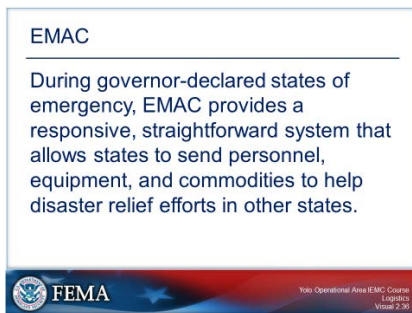 EMAC
During governor-declared states of
emergency, EMAC provides a
responsive, straightforward system that
allows states to send personnel,
equipment, and commodities to help
disaster relief efforts in other states.
FEMA
Yolo Operational Area IEMC Course
Logistics
Visual 2.36